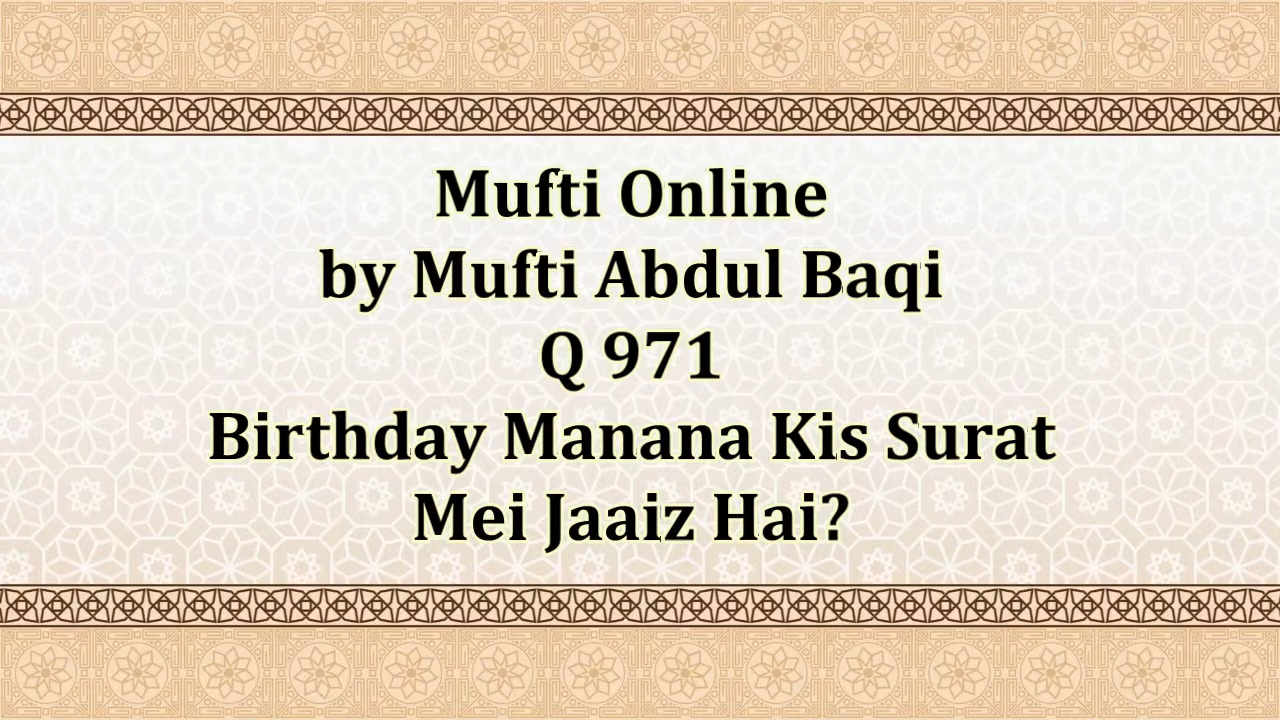 Mufti Online
by Mufti Abdul Baqi
Q 971
Birthday Manana Kis Surat
Mei Jaaiz Hai?